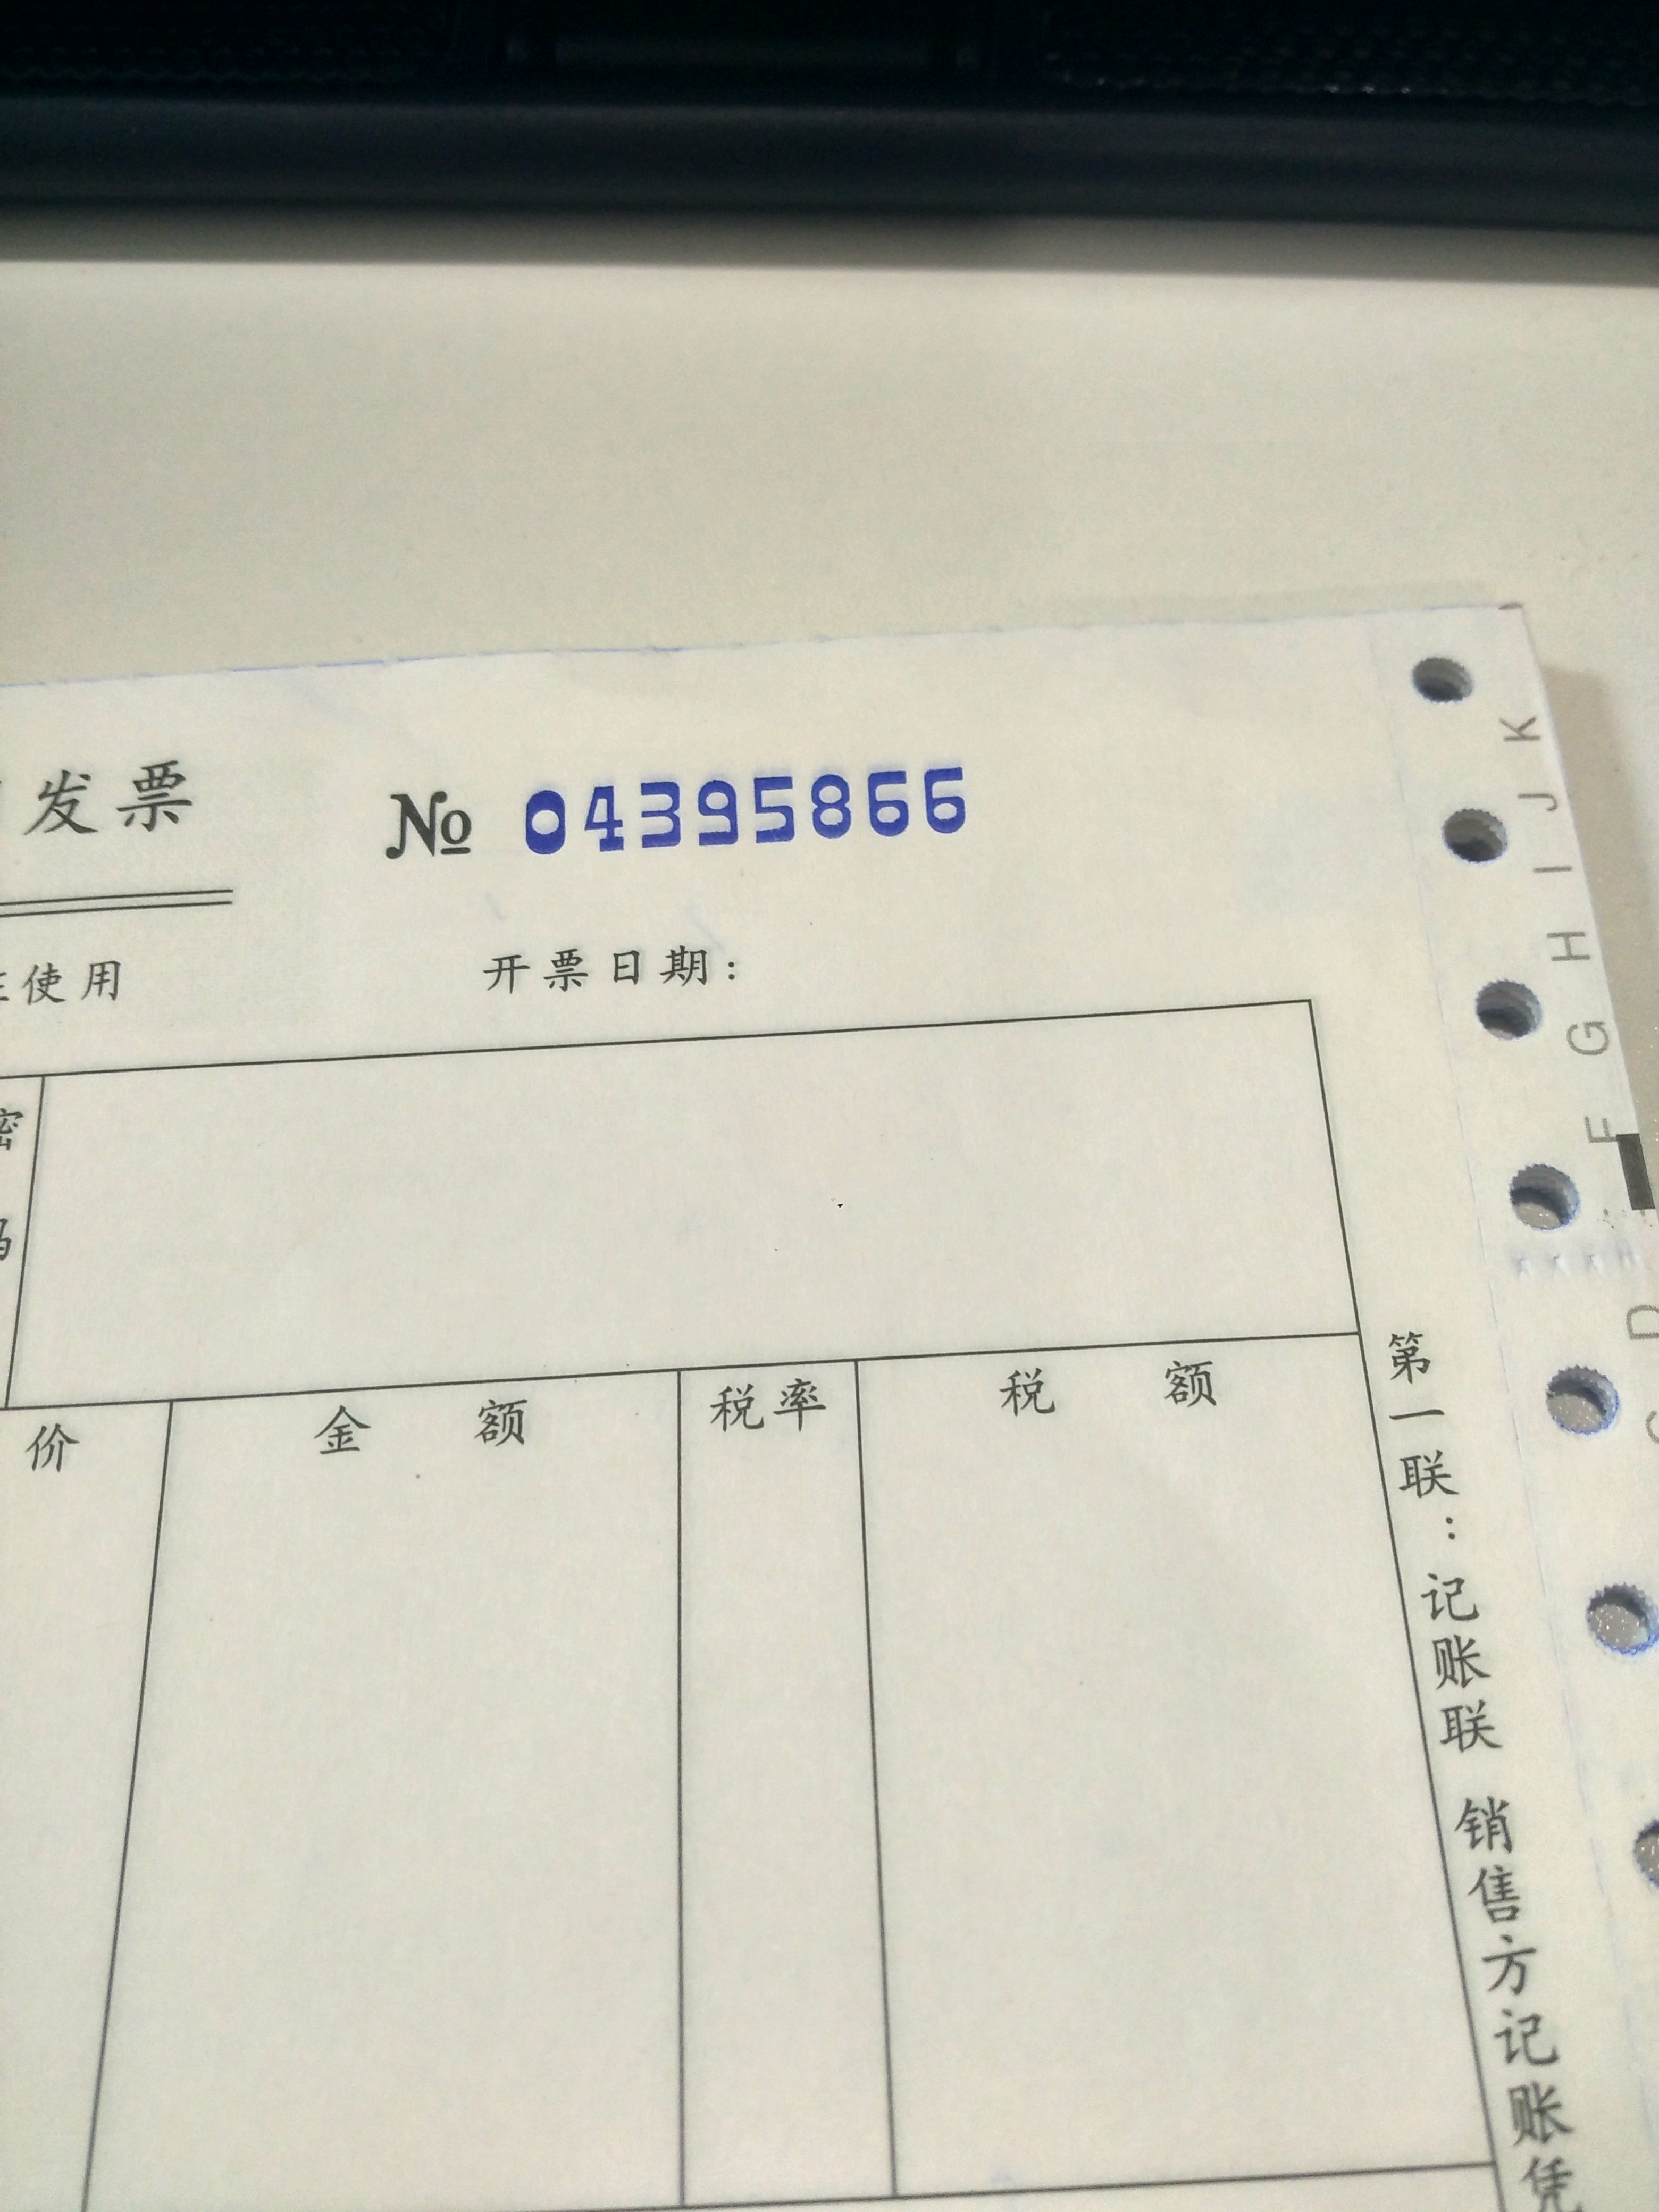 发票 № 04395866
使用 开票日期:
密
码
价 金额 税率 税额
第一联:记账联 销售方记账凭
K J I H G F D C